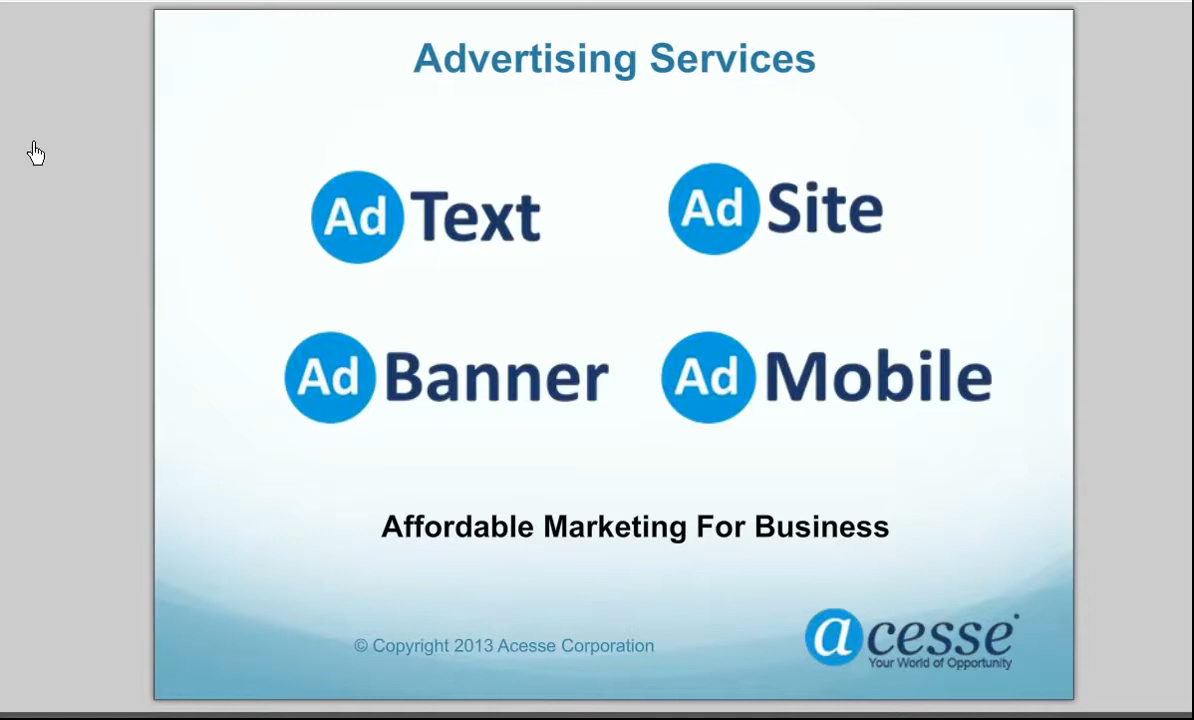 Advertising Services
Ad Text
Ad Site
Ad Banner
Ad Mobile
Affordable Marketing For Business
© Copyright 2013 Acesse Corporation
acesse
Your World of Opportunity